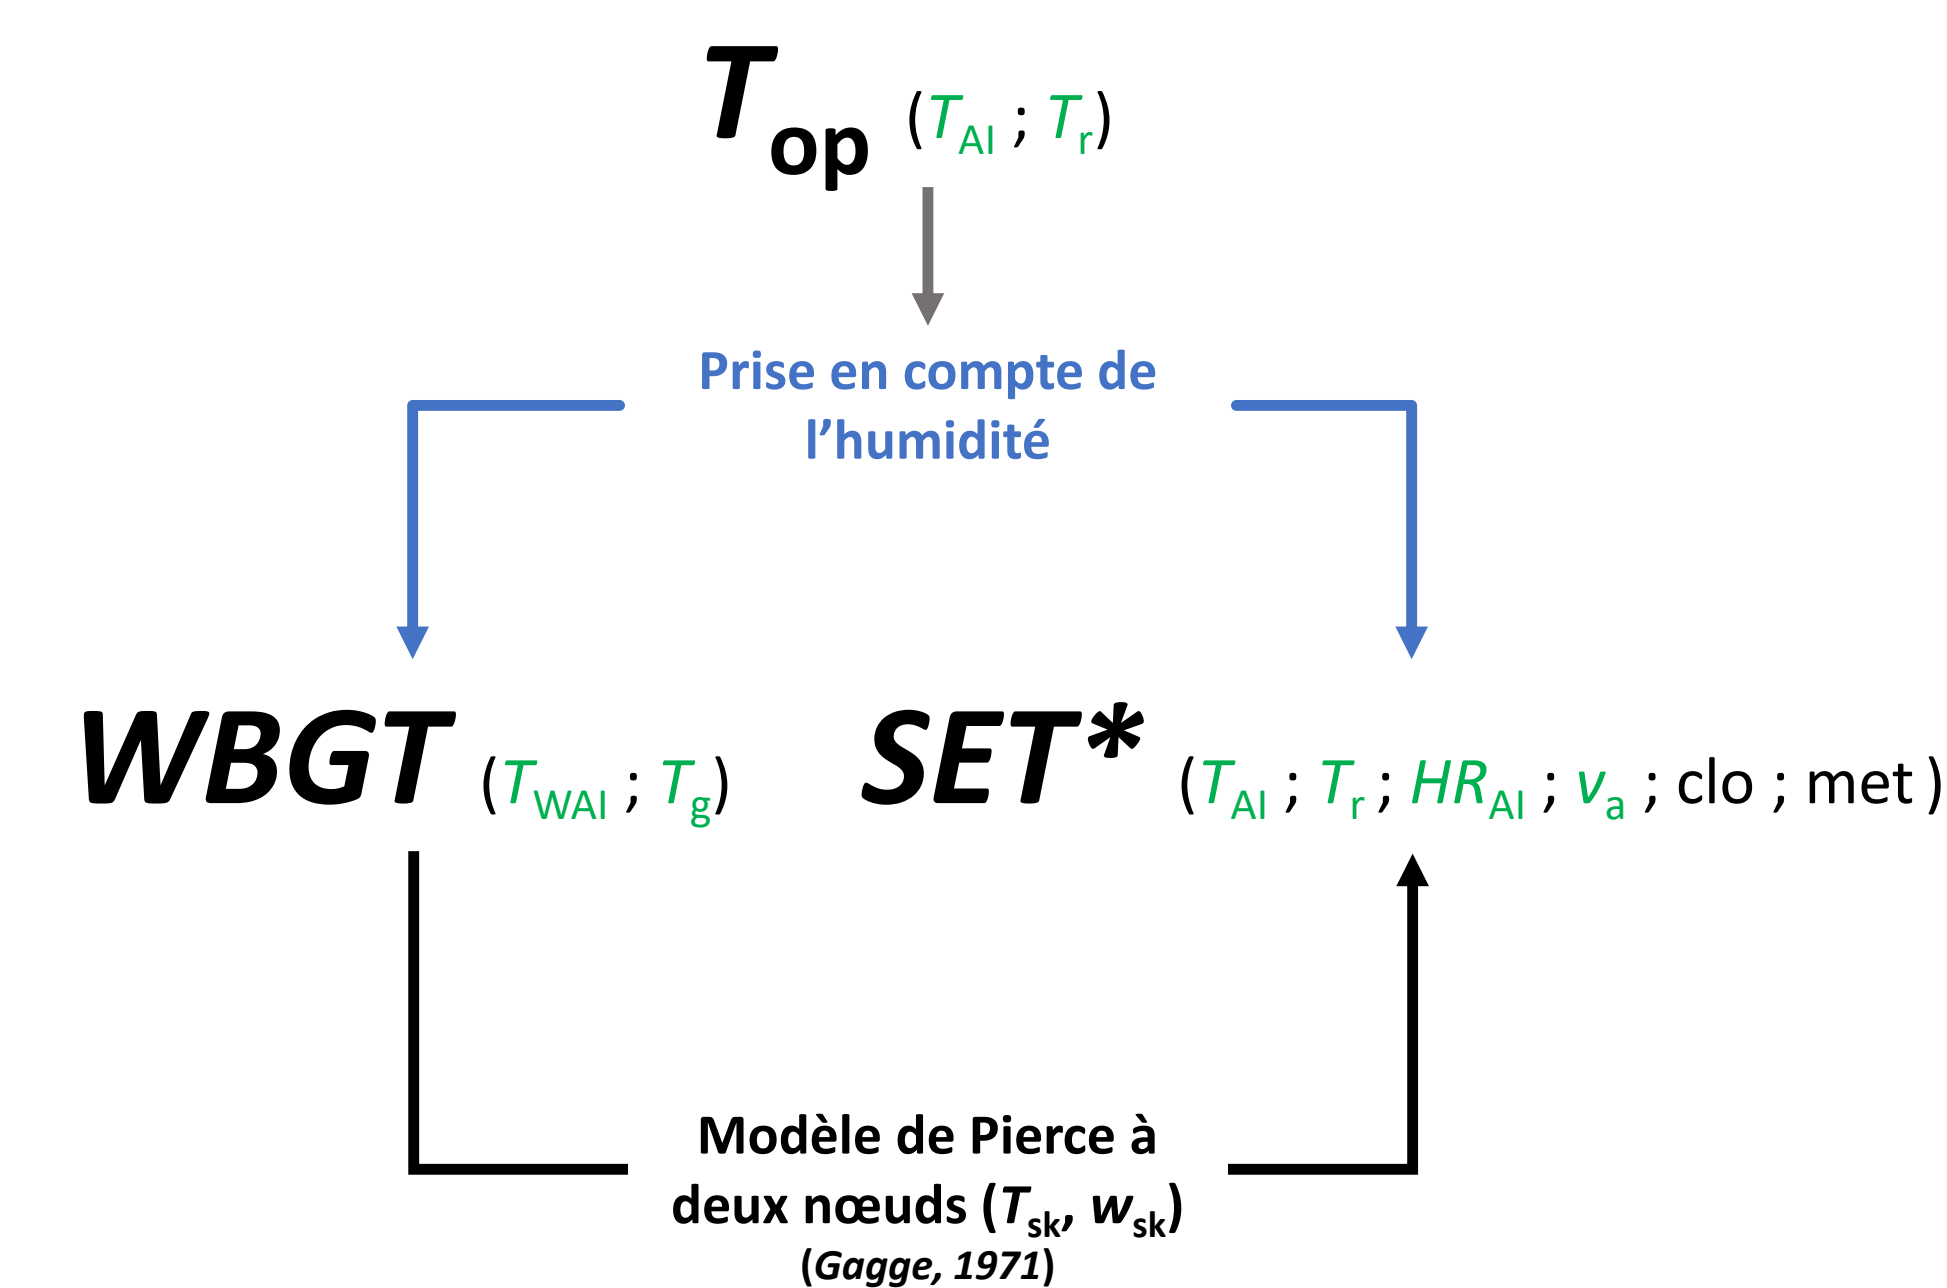 Top (TAI ; Tr)
Prise en compte de
l’humidité
WBGT (TWAI ; Tg)
SET* (TAI ; Tr ; HRAI ; va ; clo ; met )
Modèle de Pierce à
deux nœuds (Tsk, wsk)
(Gagge, 1971)